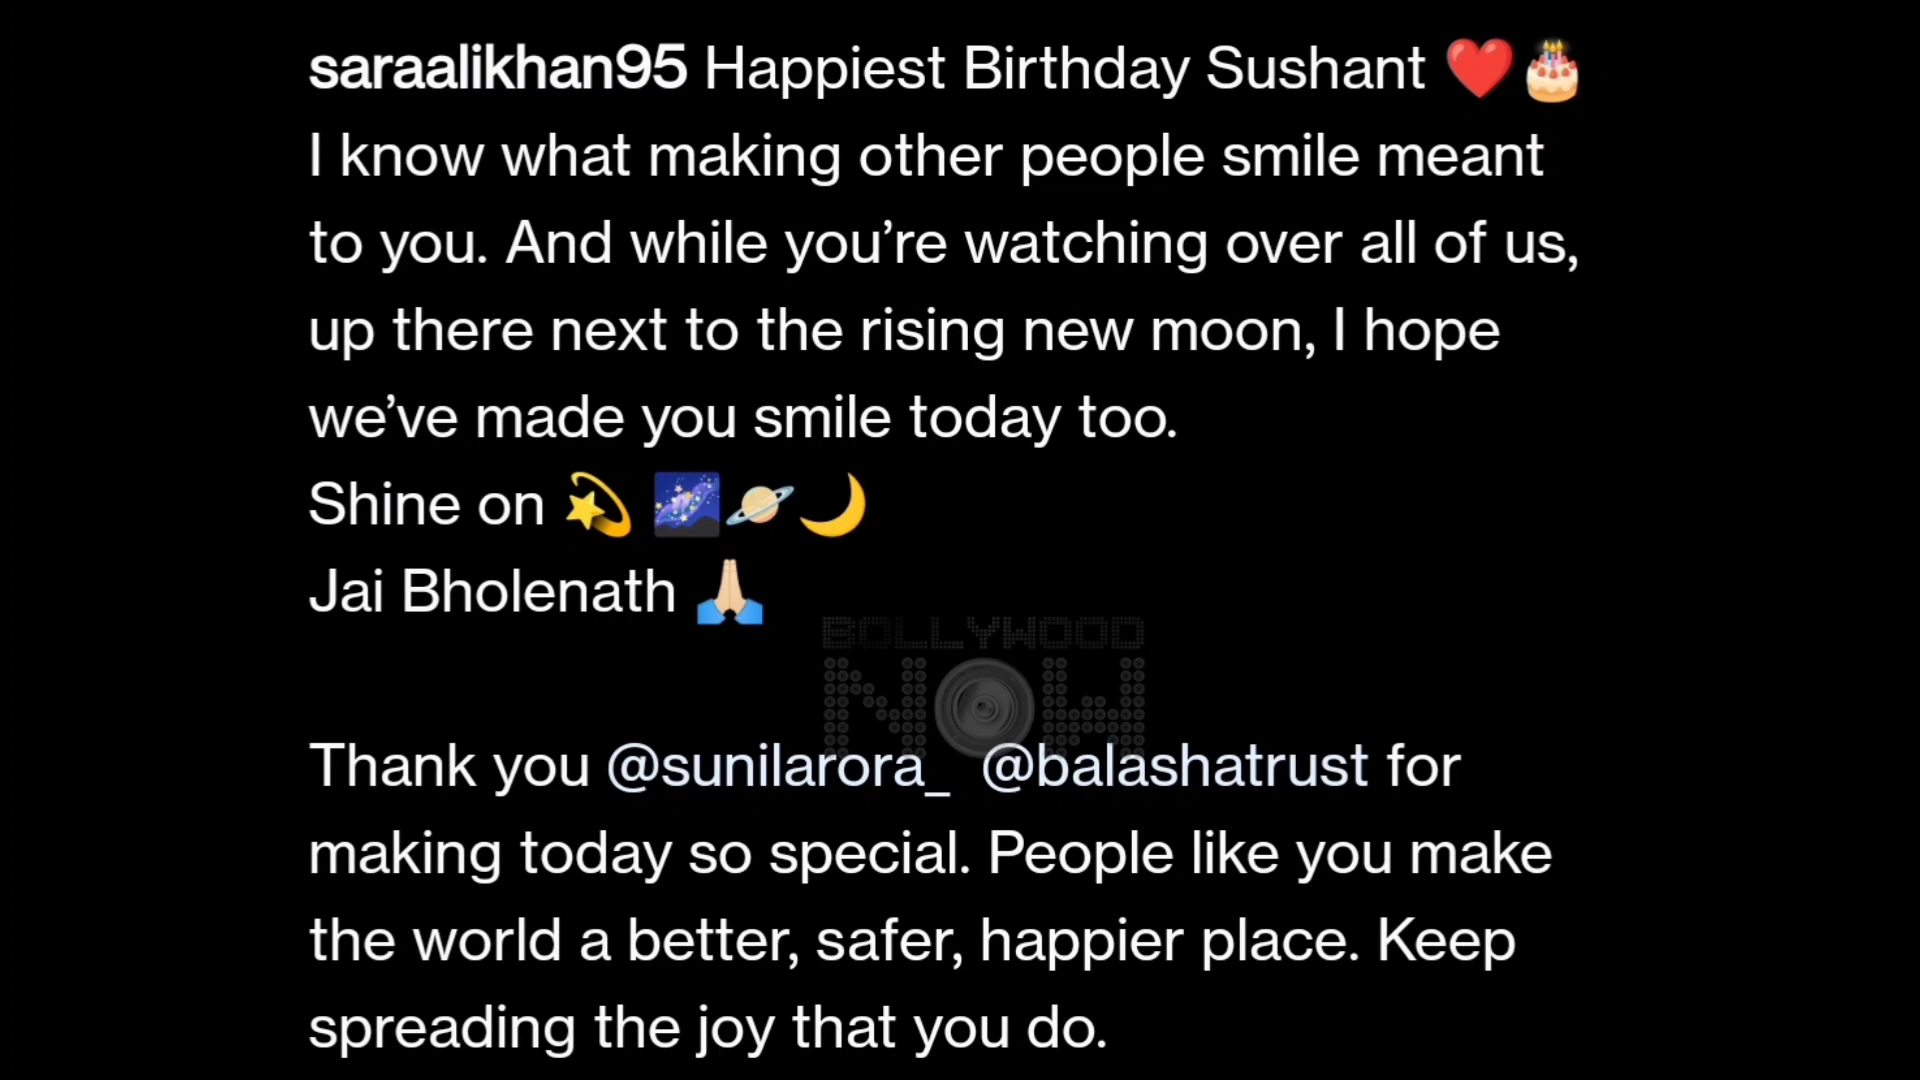 saraalikhan95 Happiest Birthday Sushant ❤️🎂
I know what making other people smile meant
to you. And while you’re watching over all of us,
up there next to the rising new moon, I hope
we’ve made you smile today too.
Shine on 💫 🌌🪐🌙
Jai Bholenath 🙏🏻
BOLLYWOOD
NOW
Thank you @sunilarora_ @balashatrust for
making today so special. People like you make
the world a better, safer, happier place. Keep
spreading the joy that you do.